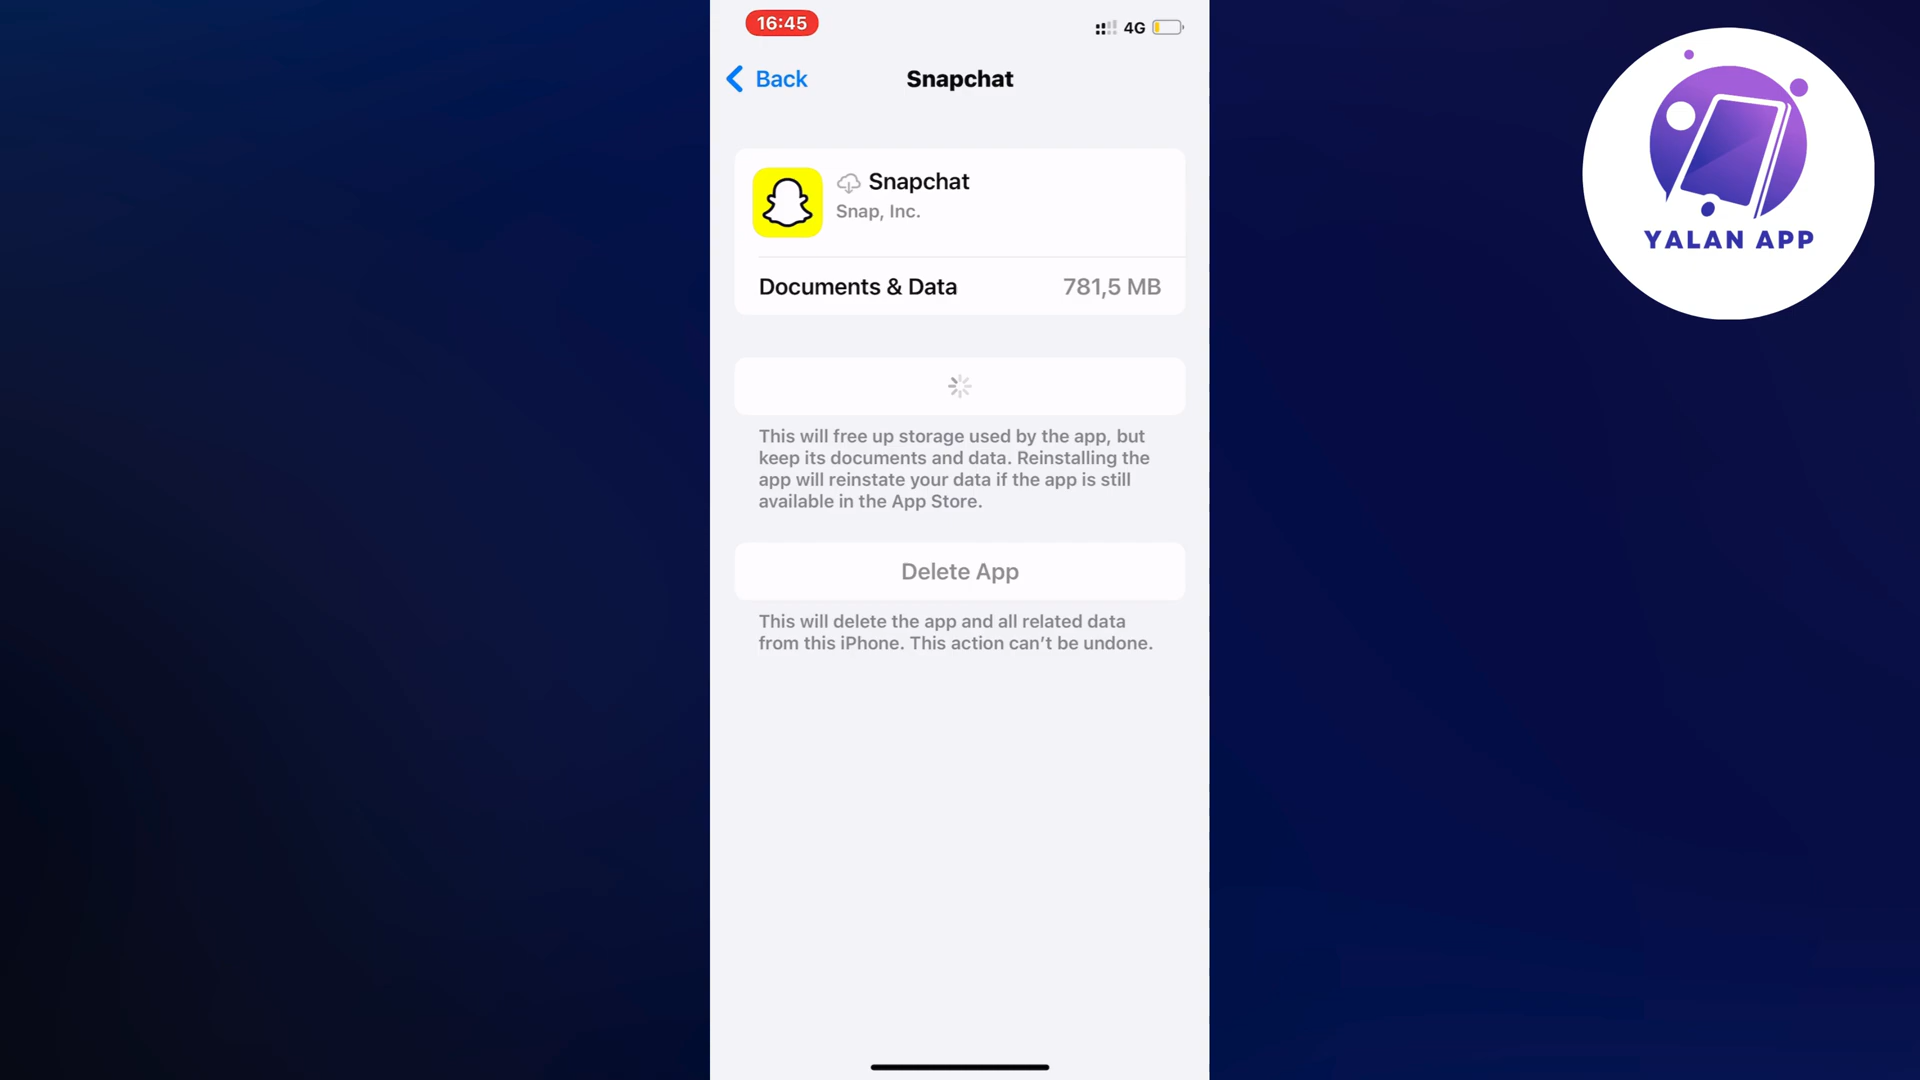 16:45
4G
Back
Snapchat
Snapchat
Snap, Inc.
Documents & Data
781,5 MB
This will free up storage used by the app, but
keep its documents and data. Reinstalling the
app will reinstate your data if the app is still
available in the App Store.
Delete App
This will delete the app and all related data
from this iPhone. This action can’t be undone.
YALAN APP